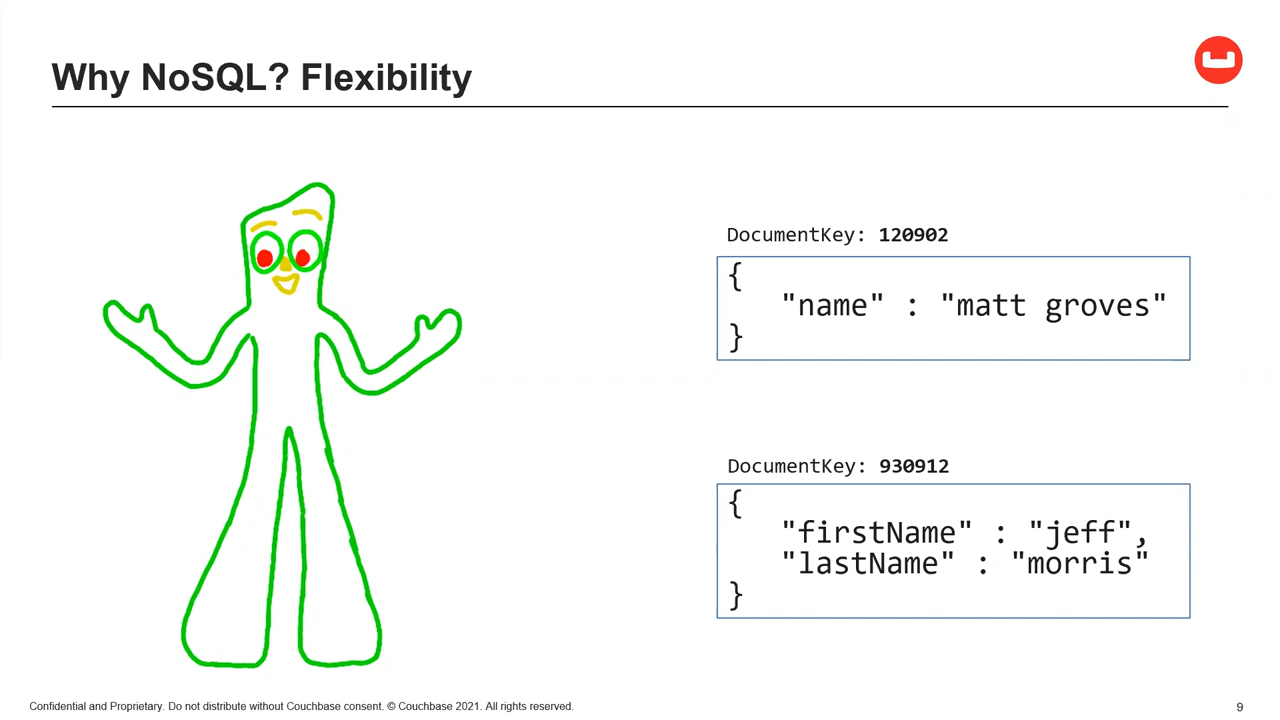 Why NoSQL? Flexibility
DocumentKey: 120902
{
"name" : "matt groves"
}
DocumentKey: 930912
{
"firstName" : "jeff",
"lastName" : "morris"
}
Confidential and Proprietary. Do not distribute without Couchbase consent. © Couchbase 2021. All rights reserved.
9